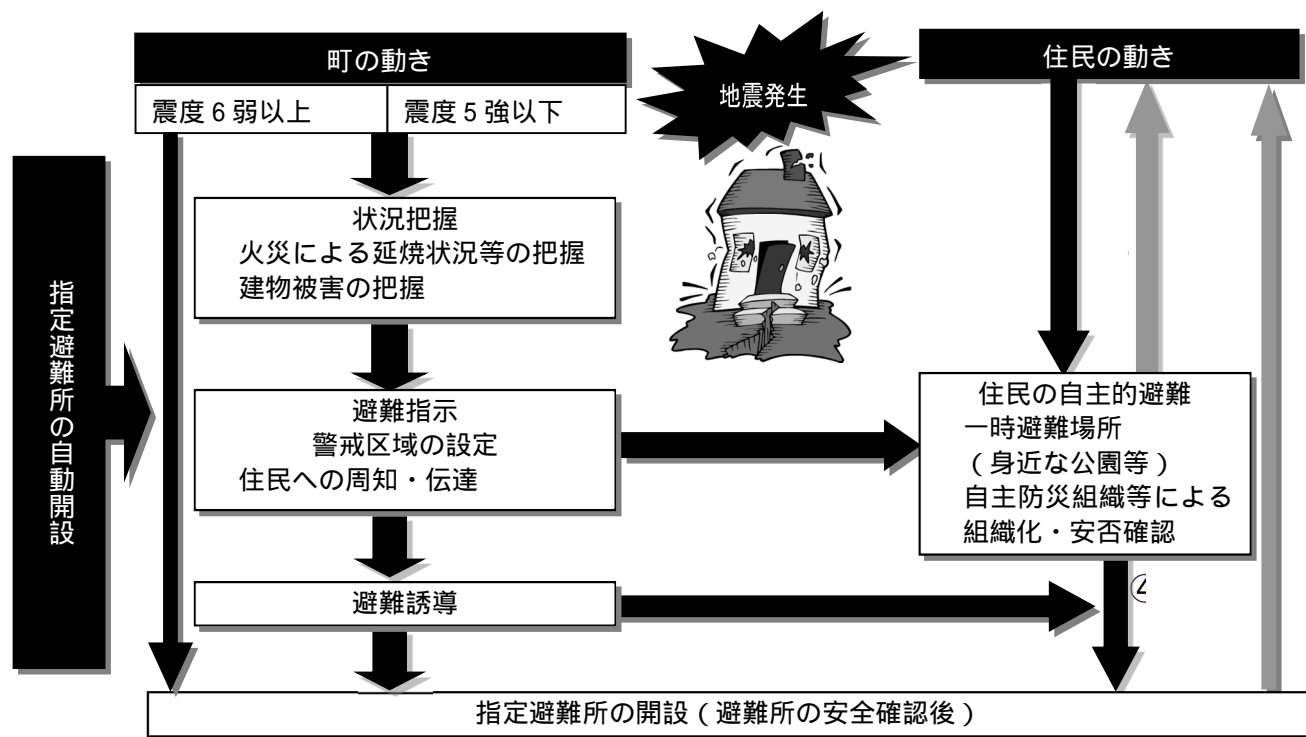 町の動き
震度6弱以上
震度5強以下
地震発生
住民の動き
指定避難所の自動開設
状況把握
火災による延焼状況等の把握
建物被害の把握
避難指示
警戒区域の設定
住民への周知・伝達
避難誘導
住民の自主的避難
一時避難場所
(身近な公園等)
自主防災組織等による
組織化・安否確認
指定避難所の開設(避難所の安全確認後)